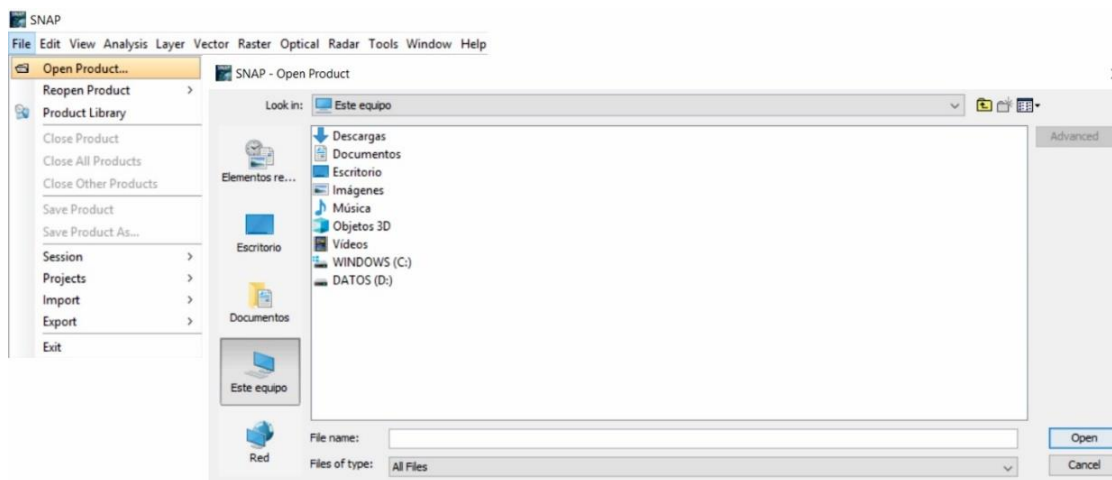 SNAP
File Edit View Analysis Layer Vector Raster Optical Radar Tools Window Help
Open Product...
Reopen Product
Product Library
Close Product
Close All Products
Close Other Products
Save Product
Save Product As...
Session
Projects
Import
Export
Exit
SNAP - Open Product
Look in: Este equipo
Elementos re...
Escritorio
Documentos
Este equipo
Red
Descargas
Documentos
Escritorio
Imágenes
Música
Objetos 3D
Vídeos
WINDOWS (C:)
DATOS (D:)
Advanced
File name:
Open
Files of type: All Files
Cancel